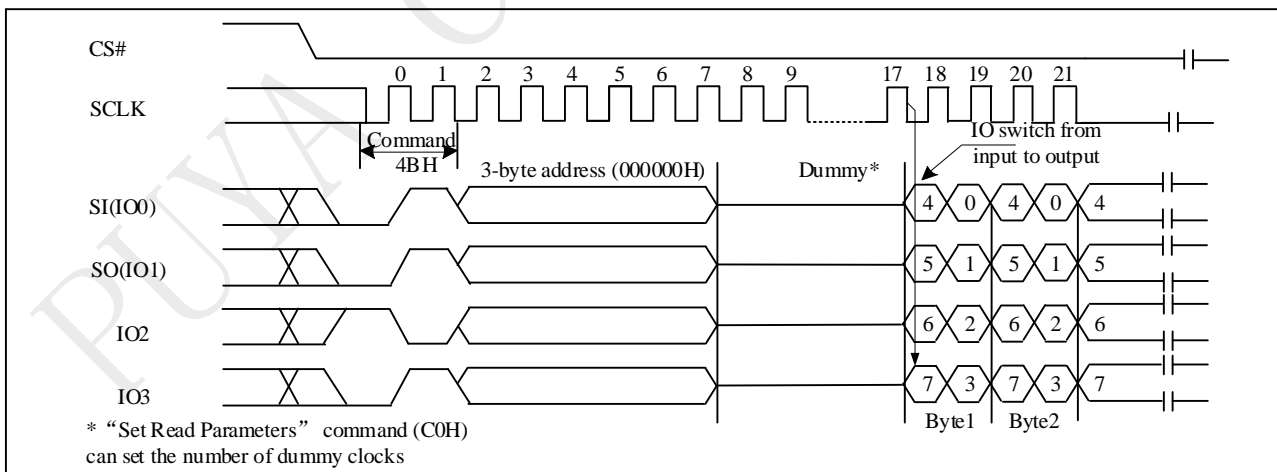 PUYA
CS#
0 1 2 3 4 5 6 7 8 9 17 18 19 20 21
SCLK
Command
4BH
IO switch from
input to output
3-byte address (000000H)
Dummy*
SI(IO0)
4 0 4 0 4
SO(IO1)
5 1 5 1 5
IO2
6 2 6 2 6
IO3
7 3 7 3 7
Byte1 Byte2
* “Set Read Parameters” command (C0H)
can set the number of dummy clocks